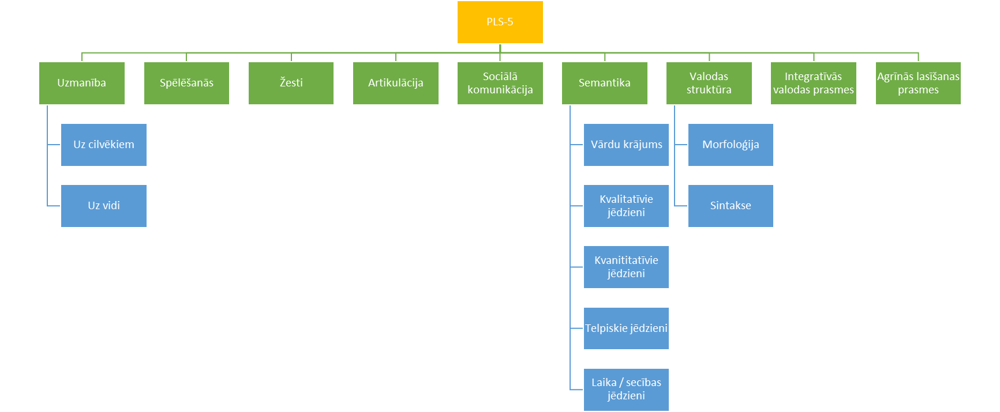 PLS-5
Uzmanība
Spēlēšanās
Žesti
Artikulācija
Sociālā
komunikācija
Semantika
Valodas
struktūra
Integratīvās
valodas prasmes
Agrīnās lasīšanas
prasmes
Uz cilvēkiem
Uz vidi
Vārdu krājums
Kvalitatīvie
jēdzieni
Kvanititatīvie
jēdzieni
Telpiskie jēdzieni
Laika / secības
jēdzieni
Morfoloģija
Sintakse